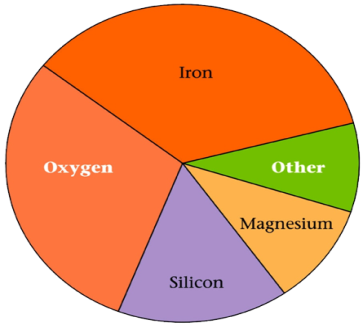 Iron
Oxygen
Other
Magnesium
Silicon